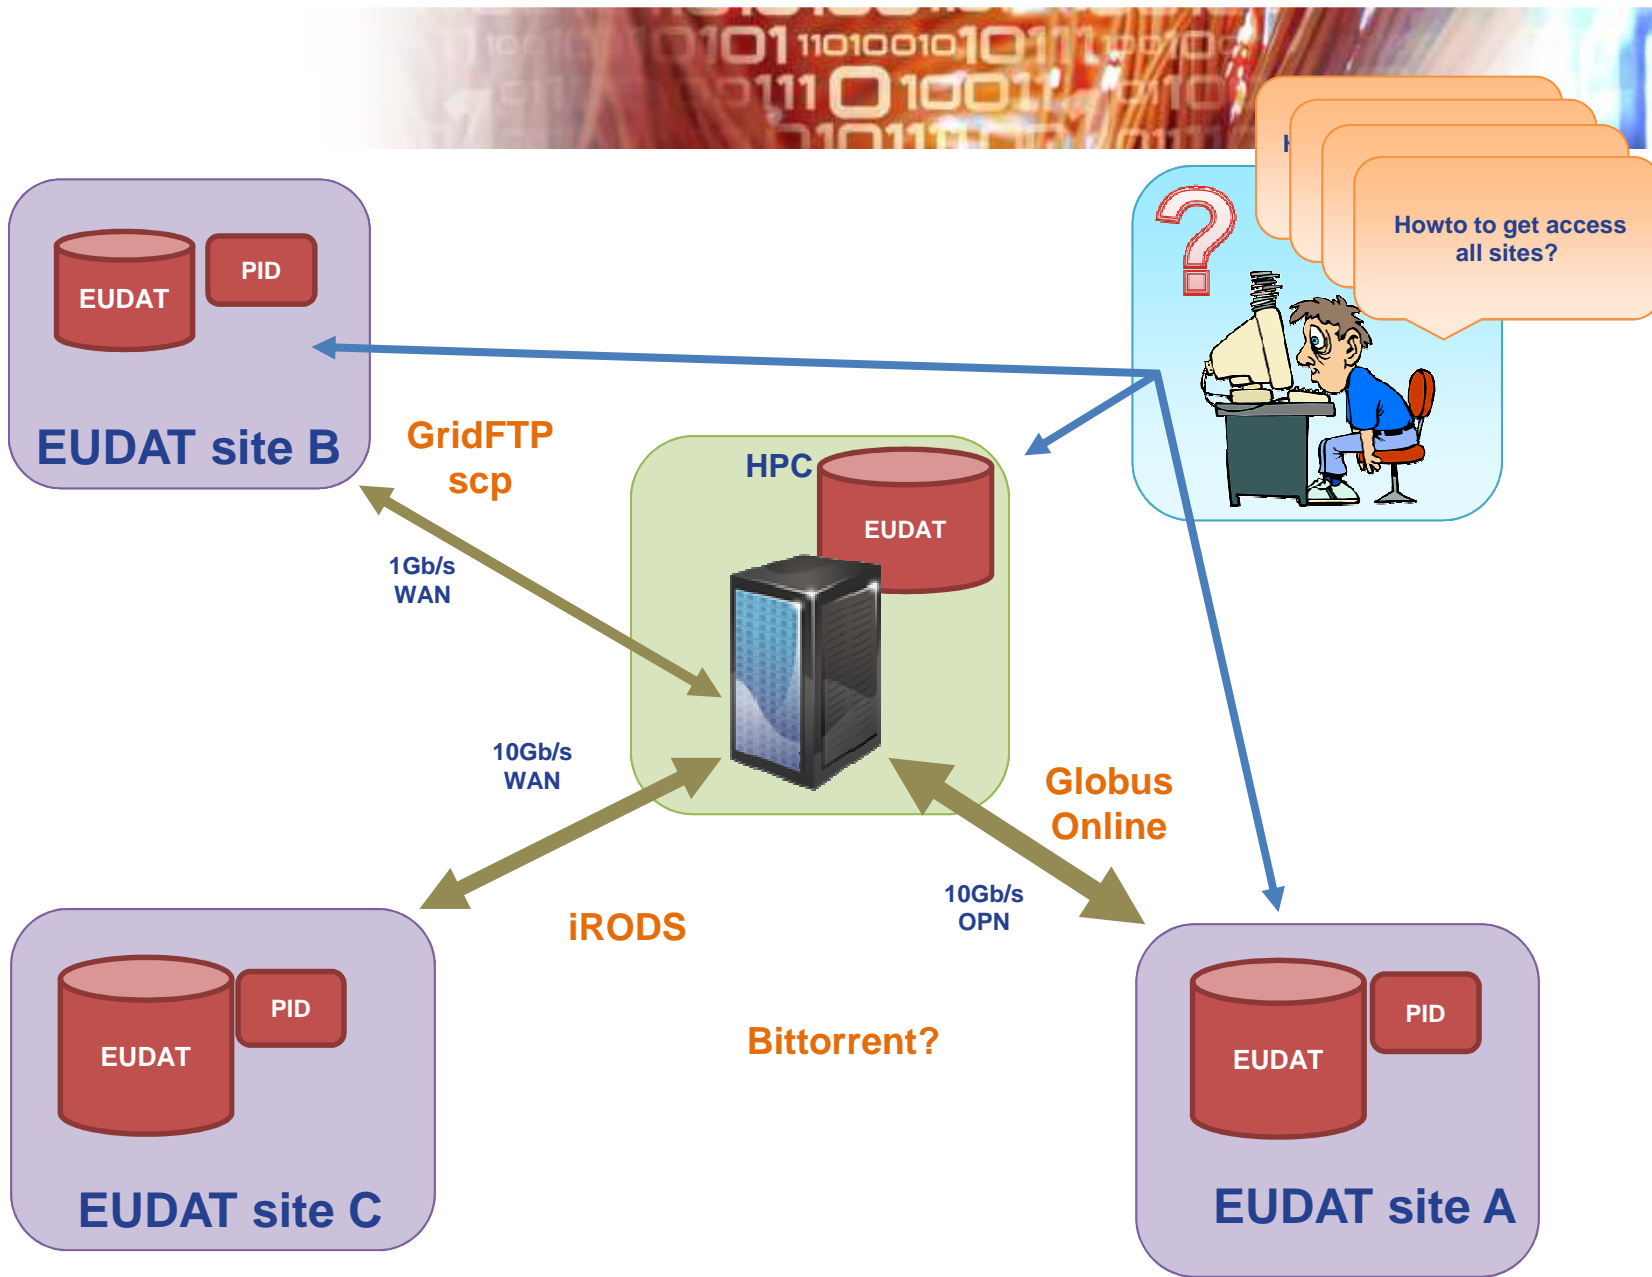 Howto to get access
all sites?
PID
EUDAT
EUDAT site B
GridFTP
scp
HPC
EUDAT
1Gb/s
WAN
10Gb/s
WAN
Globus
Online
10Gb/s
OPN
iRODS
PID
EUDAT
EUDAT site C
Bittorrent?
PID
EUDAT
EUDAT site A